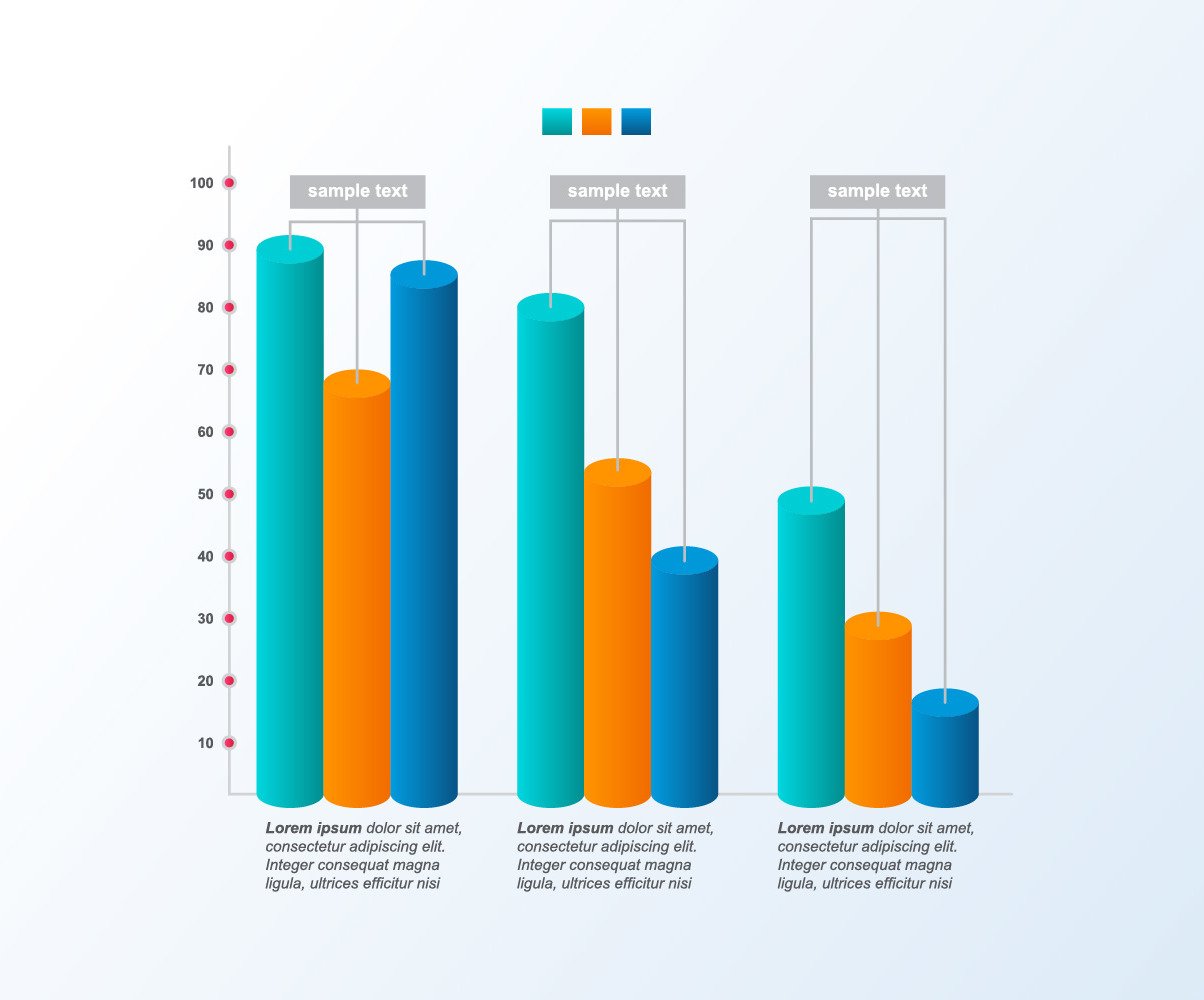 sample text
sample text
sample text
100
90
80
70
60
50
40
30
20
10
Lorem ipsum dolor sit amet,
consectetur adipiscing elit.
Integer consequat magna
ligula, ultrices efficitur nisi
Lorem ipsum dolor sit amet,
consectetur adipiscing elit.
Integer consequat magna
ligula, ultrices efficitur nisi
Lorem ipsum dolor sit amet,
consectetur adipiscing elit.
Integer consequat magna
ligula, ultrices efficitur nisi